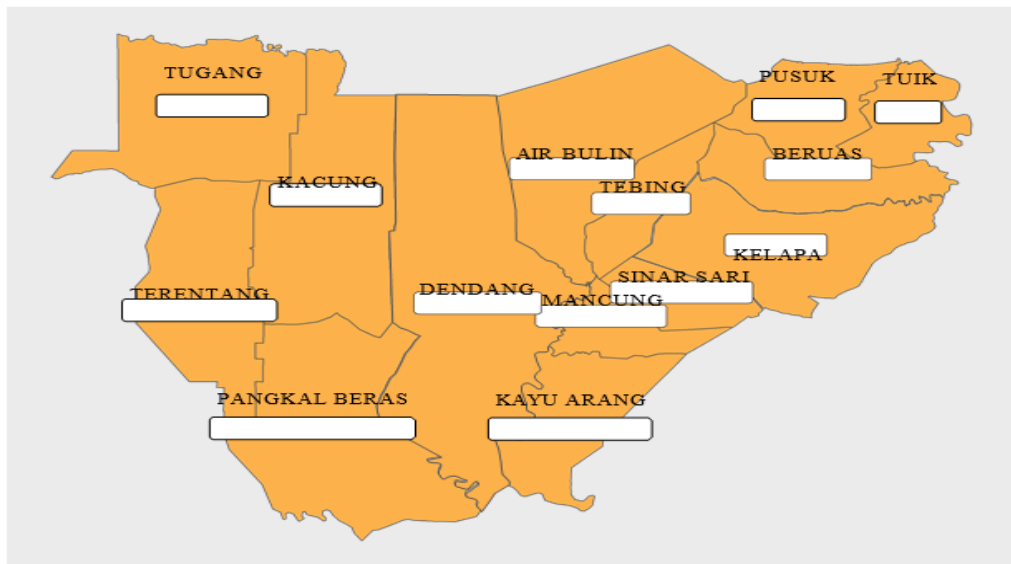 TUGANG
PUSUK
TUIK
AIR BULIN
BERUAS
KACUNG
TEBING
KELAPA
SINAR SARI
DENDANG
TERENTANG
MANCUNG
PANGKAL BERAS
KAYU ARANG